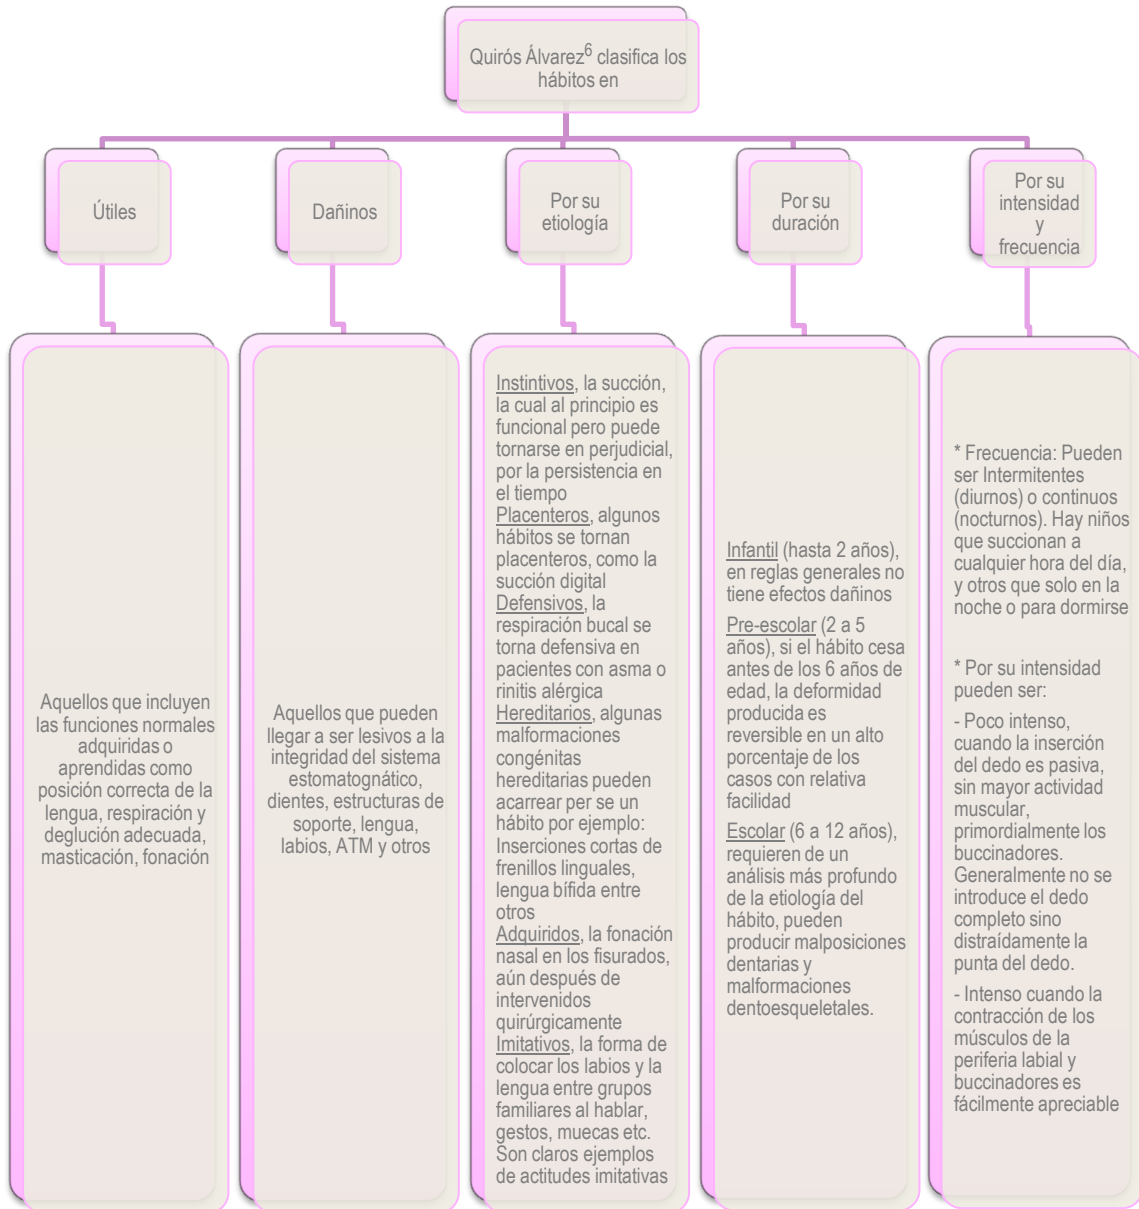 Quirós Álvarez6 clasifica los
hábitos en
Útiles
Dañinos
Por su
etiología
Por su
duración
Por su
intensidad
y
frecuencia
Aquellos que incluyen
las funciones normales
adquiridas o
aprendidas como
posición correcta de la
lengua, respiración y
deglución adecuada,
masticación, fonación
Aquellos que pueden
llegar a ser lesivos a la
integridad del sistema
estomatognático,
dientes, estructuras de
soporte, lengua,
labios, ATM y otros
Instintivos, la succión,
la cual al principio es
funcional pero puede
tornarse en perjudicial,
por la persistencia en
el tiempo
Placenteros, algunos
hábitos se tornan
placenteros, como la
succión digital
Defensivos, la
respiración bucal se
torna defensiva en
pacientes con asma o
rinitis alérgica
Hereditarios, algunas
malformaciones
congénitas
hereditarias pueden
acarrear per se un
hábito por ejemplo:
Inserciones cortas de
frenillos linguales,
lengua bífida entre
otros
Adquiridos, la fonación
nasal en los fisurados,
aún después de
intervenidos
quirúrgicamente
Imitativos, la forma de
colocar los labios y la
lengua entre grupos
familiares al hablar,
gestos, muecas etc.
Son claros ejemplos
de actitudes imitativas
Infantil (hasta 2 años),
en reglas generales no
tiene efectos dañinos
Pre-escolar (2 a 5
años), si el hábito cesa
antes de los 6 años de
edad, la deformidad
producida es
reversible en un alto
porcentaje de los
casos con relativa
facilidad
Escolar (6 a 12 años),
requieren de un
análisis más profundo
de la etiología del
hábito, pueden
producir malposiciones
dentarias y
malformaciones
dentoesqueletales.
* Frecuencia: Pueden
ser Intermitentes
(diurnos) o continuos
(nocturnos). Hay niños
que succionan a
cualquier hora del día,
y otros que solo en la
noche o para dormirse
* Por su intensidad
pueden ser:
- Poco intenso,
cuando la inserción
del dedo es pasiva,
sin mayor actividad
muscular,
primordialmente los
buccinadores.
Generalmente no se
introduce el dedo
completo sino
distraídamente la
punta del dedo.
- Intenso cuando la
contracción de los
músculos de la
periferia labial y
buccinadores es
fácilmente apreciable